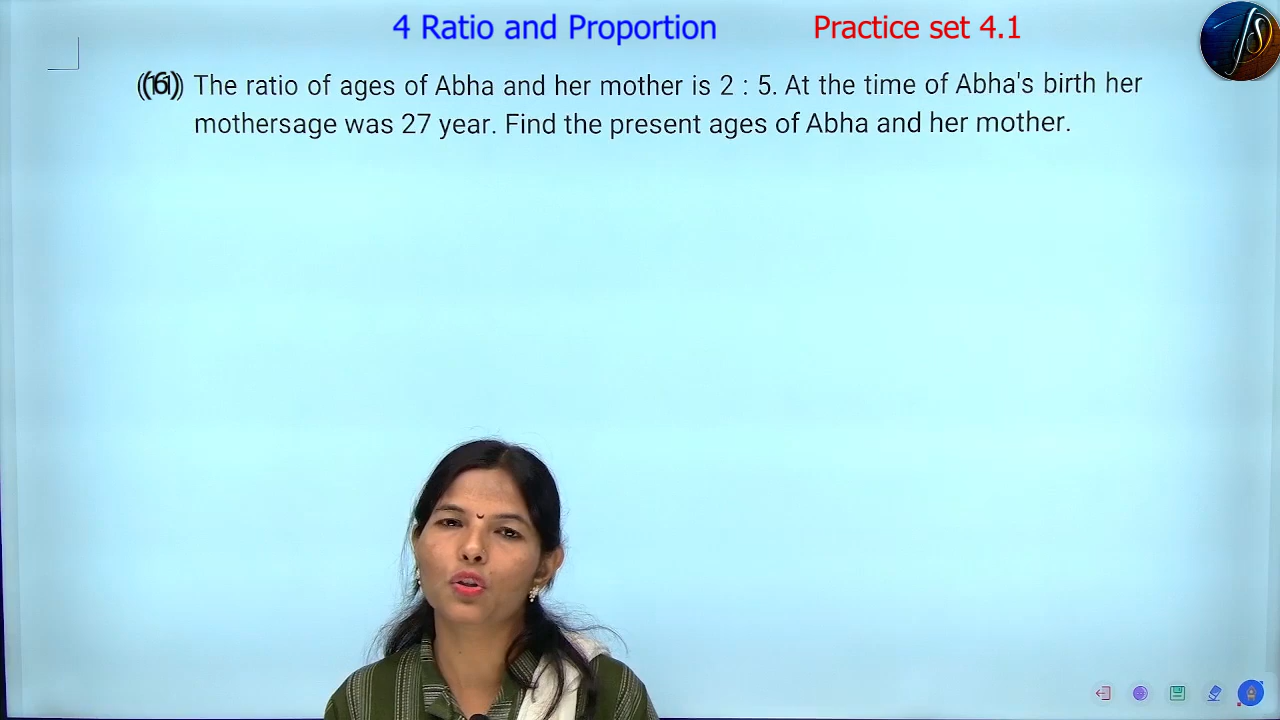 4 Ratio and Proportion Practice set 4.1
The ratio of ages of Abha and her mother is 2 : 5. At the time of Abha's birth her
mothersage was 27 year. Find the present ages of Abha and her mother.